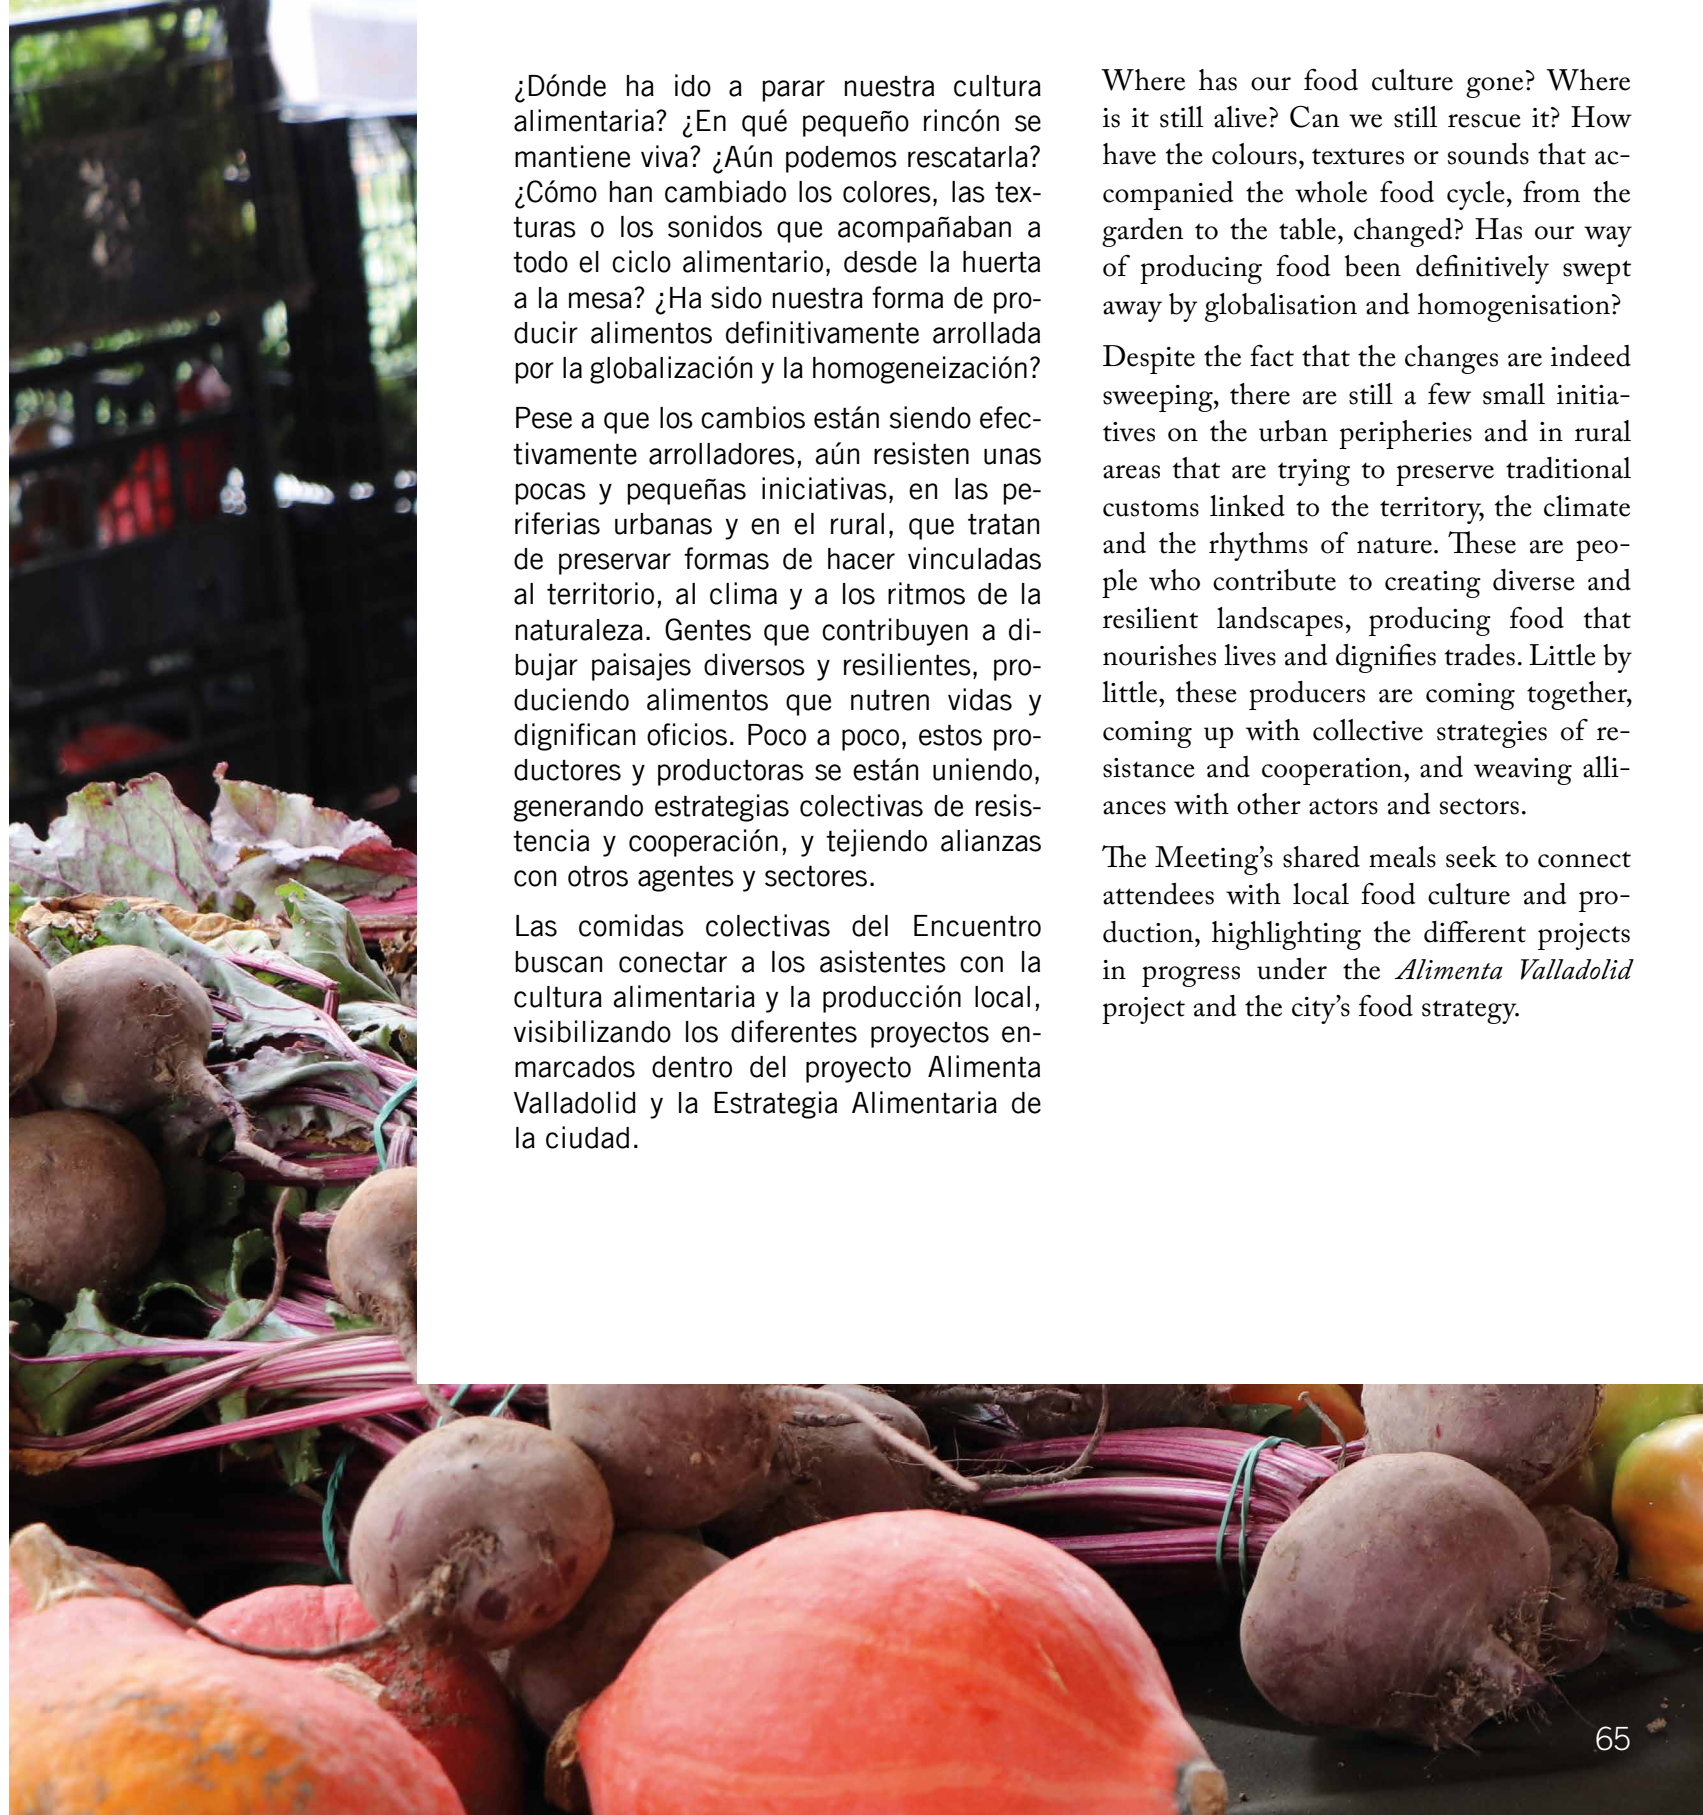 ¿Dónde ha ido a parar nuestra cultura
alimentaria? ¿En qué pequeño rincón se
mantiene viva? ¿Aún podemos rescatarla?
¿Cómo han cambiado los colores, las tex-
turas o los sonidos que acompañaban a
todo el ciclo alimentario, desde la huerta
a la mesa? ¿Ha sido nuestra forma de pro-
ducir alimentos definitivamente arrollada
por la globalización y la homogeneización?
Pese a que los cambios están siendo efec-
tivamente arrolladores, aún resisten unas
pocas y pequeñas iniciativas, en las pe-
riferias urbanas y en el rural, que tratan
de preservar formas de hacer vinculadas
al territorio, al clima y a los ritmos de la
naturaleza. Gentes que contribuyen a di-
bujar paisajes diversos y resilientes, pro-
duciendo alimentos que nutren vidas y
dignifican oficios. Poco a poco, estos pro-
ductores y productoras se están uniendo,
generando estrategias colectivas de resis-
tencia y cooperación, y tejiendo alianzas
con otros agentes y sectores.
Las comidas colectivas del Encuentro
buscan conectar a los asistentes con la
cultura alimentaria y la producción local,
visibilizando los diferentes proyectos en-
marcados dentro del proyecto Alimenta
Valladolid y la Estrategia Alimentaria de
la ciudad.
Where has our food culture gone? Where
is it still alive? Can we still rescue it? How
have the colours, textures or sounds that ac-
companied the whole food cycle, from the
garden to the table, changed? Has our way
of producing food been definitively swept
away by globalisation and homogenisation?
Despite the fact that the changes are indeed
sweeping, there are still a few small initia-
tives on the urban peripheries and in rural
areas that are trying to preserve traditional
customs linked to the territory, the climate
and the rhythms of nature. These are peo-
ple who contribute to creating diverse and
resilient landscapes, producing food that
nourishes lives and dignifies trades. Little by
little, these producers are coming together,
coming up with collective strategies of re-
sistance and cooperation, and weaving alli-
ances with other actors and sectors.
The Meeting's shared meals seek to connect
attendees with local food culture and pro-
duction, highlighting the different projects
in progress under the Alimenta Valladolid
project and the city's food strategy.
65